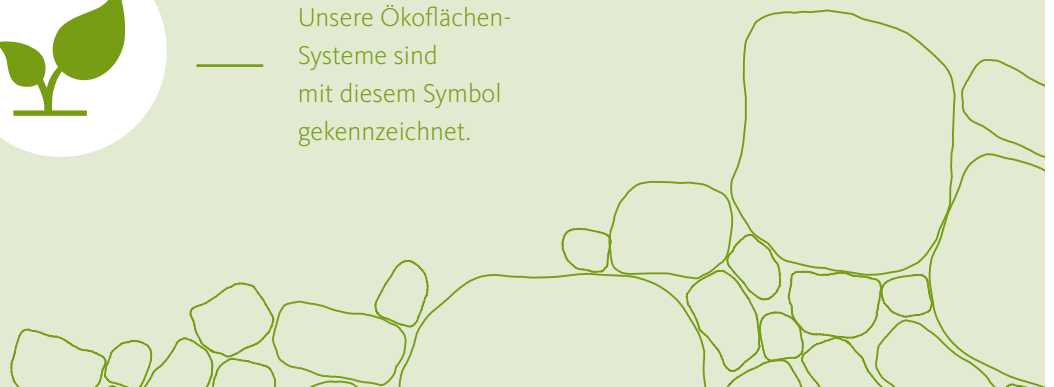 Unsere Ökoflächen-
Systeme sind
mit diesem Symbol
gekennzeichnet.